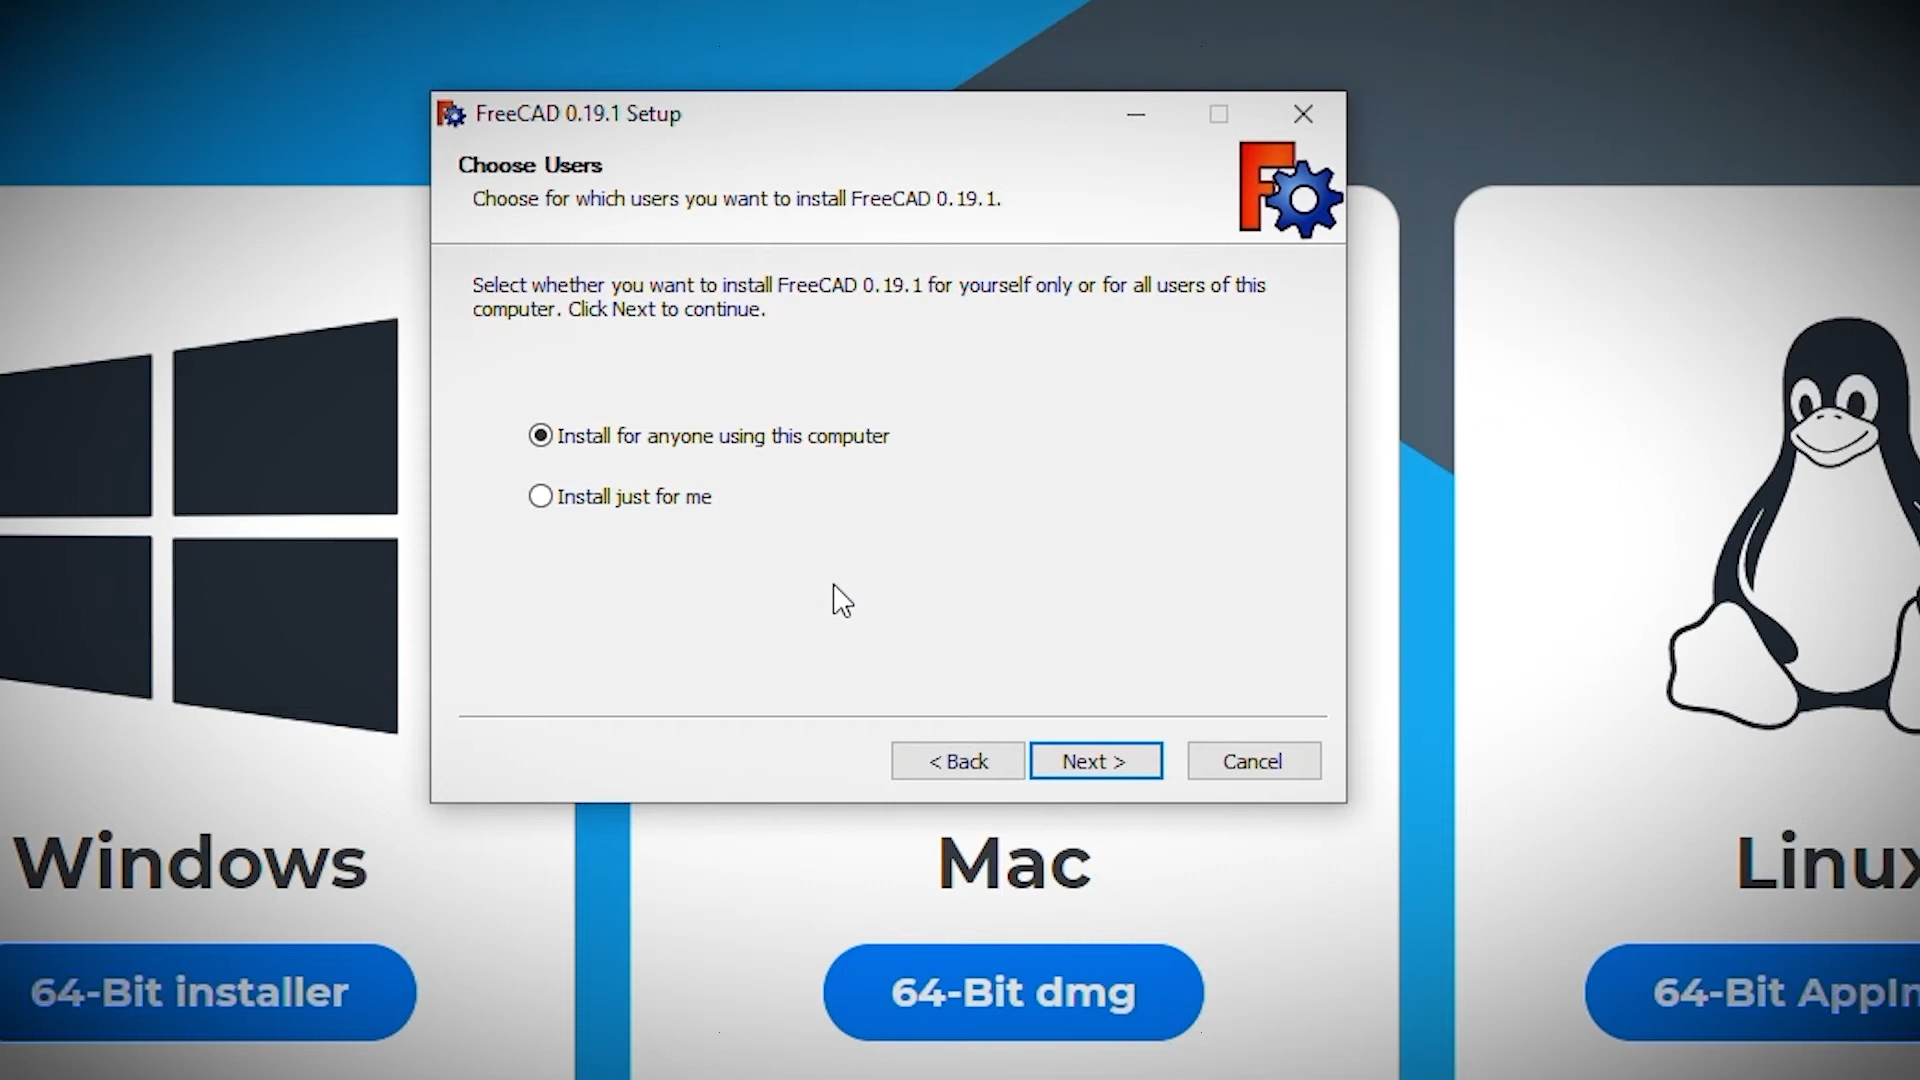 FreeCAD 0.19.1 Setup
Choose Users
Choose for which users you want to install FreeCAD 0.19.1.
Select whether you want to install FreeCAD 0.19.1 for yourself only or for all users of this
computer. Click Next to continue.
Install for anyone using this computer
Install just for me
< Back
Next >
Cancel
Windows
Mac
Linux
64-Bit installer
64-Bit dmg
64-Bit